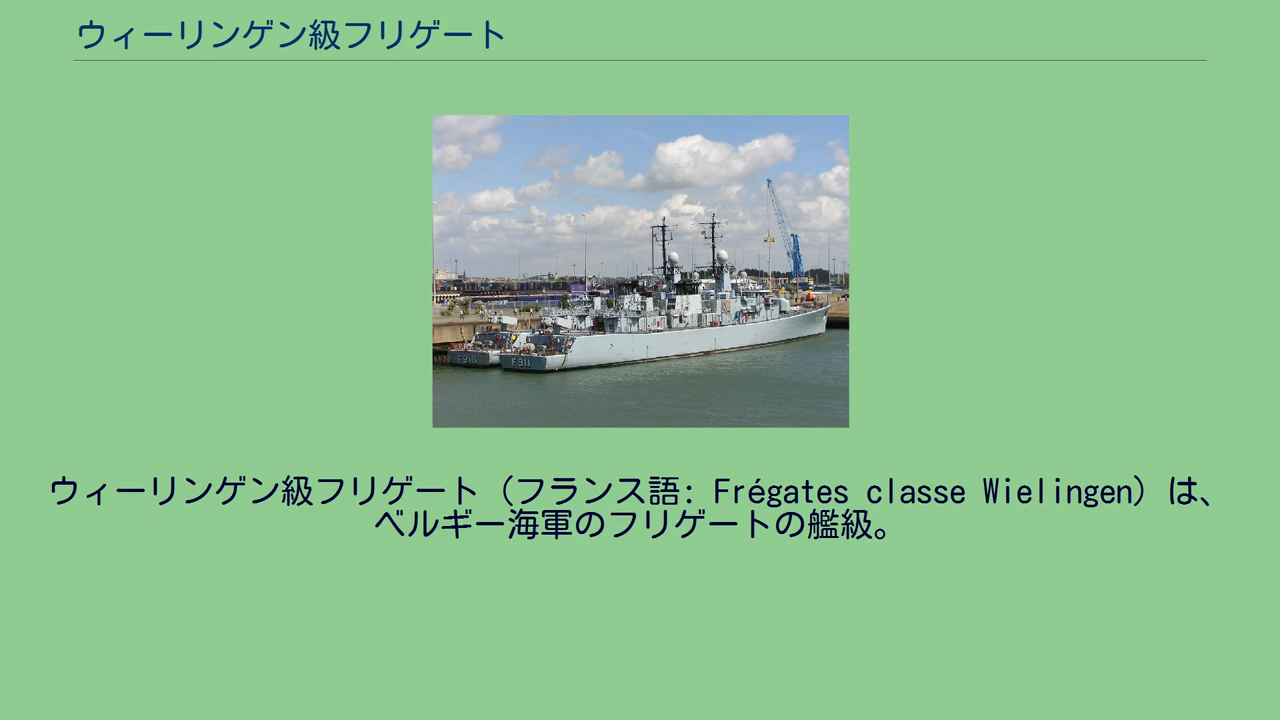 ウィーリンゲン級フリゲート
F910
F911
ウィーリンゲン級フリゲート（フランス語: Frégates classe Wielingen）は、
ベルギー海軍のフリゲートの艦級。